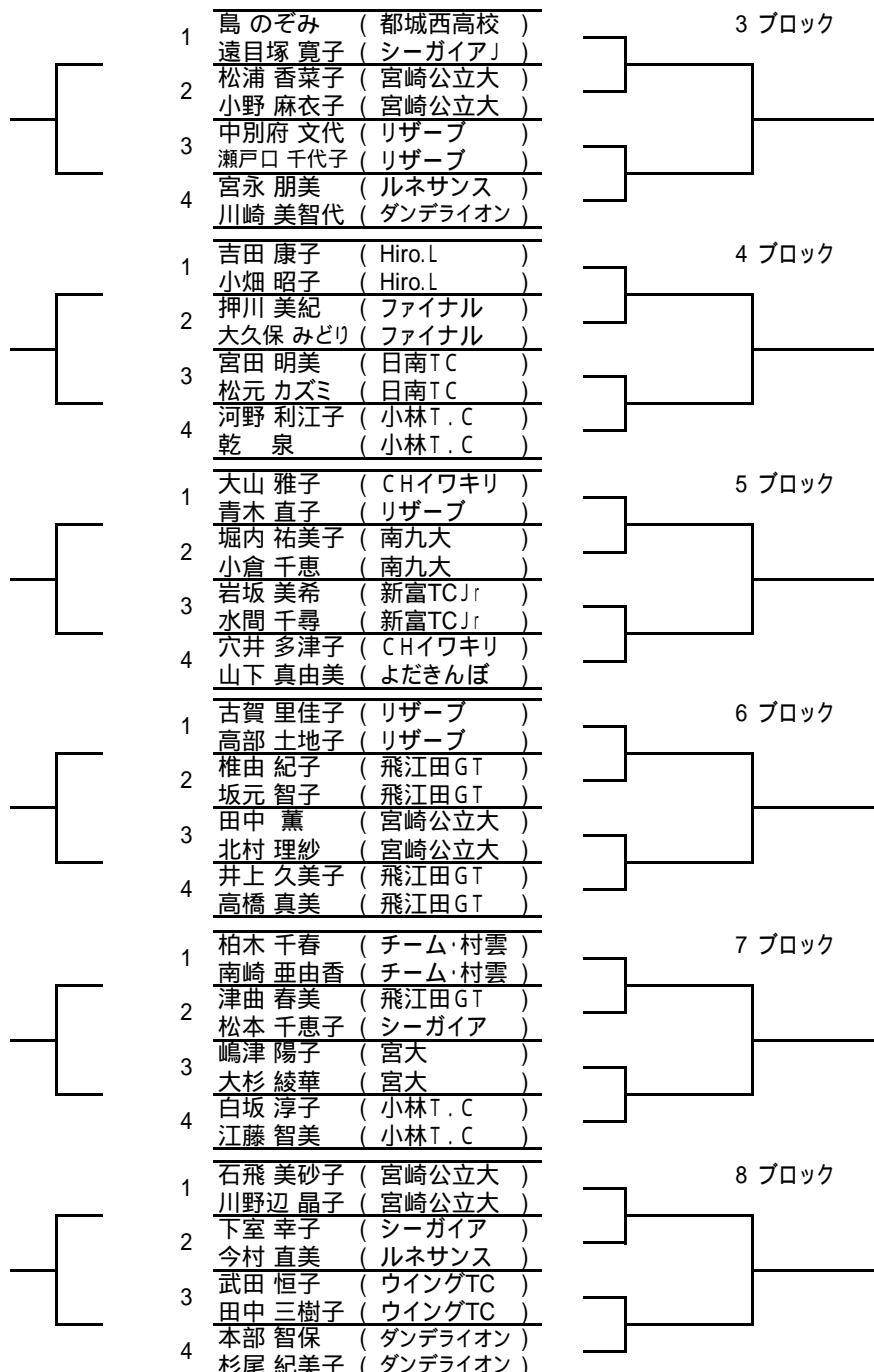 島 のぞみ ( 都城西高校 ) 3 ブロック
1
遠目塚 寛子 ( シーガイアJ )
松浦 香菜子 ( 宮崎公立大 )
2
小野 麻衣子 ( 宮崎公立大 )
中別府 文代 ( リザーブ )
3
瀬戸口 千代子 ( リザーブ )
宮永 朋美 ( ルネサンス )
4
川崎 美智代 ( ダンデライオン )
吉田 康子 ( Hiro.L ) 4 ブロック
1
小畑 昭子 ( Hiro.L )
押川 美紀 ( ファイナル )
2
大久保 みどり ( ファイナル )
宮田 明美 ( 日南TC )
3
松元 カズミ ( 日南TC )
河野 利江子 ( 小林T.C )
4
乾 泉 ( 小林T.C )
大山 雅子 ( CHイワキリ ) 5 ブロック
1
青木 直子 ( リザーブ )
堀内 祐美子 ( 南九大 )
2
小倉 千恵 ( 南九大 )
岩坂 美希 ( 新富TCJr )
3
水間 千尋 ( 新富TCJr )
穴井 多津子 ( CHイワキリ )
4
山下 真由美 ( よだきんぼ )
古賀 里佳子 ( リザーブ ) 6 ブロック
1
高部 土地子 ( リザーブ )
椎由 紀子 ( 飛江田GT )
2
坂元 智子 ( 飛江田GT )
田中 薫 ( 宮崎公立大 )
3
北村 理紗 ( 宮崎公立大 )
井上 久美子 ( 飛江田GT )
4
高橋 真美 ( 飛江田GT )
柏木 千春 ( チーム・村雲 ) 7 ブロック
1
南崎 亜由香 ( チーム・村雲 )
津曲 春美 ( 飛江田GT )
2
松本 千恵子 ( シーガイア )
嶋津 陽子 ( 宮大 )
3
大杉 綾華 ( 宮大 )
白坂 淳子 ( 小林T.C )
4
江藤 智美 ( 小林T.C )
石飛 美砂子 ( 宮崎公立大 ) 8 ブロック
1
川野辺 晶子 ( 宮崎公立大 )
下室 幸子 ( シーガイア )
2
今村 直美 ( ルネサンス )
武田 恒子 ( ウイングTC )
3
田中 三樹子 ( ウイングTC )
本部 智保 ( ダンデライオン )
4
杉尾 紀美子 ( ダンデライオン )